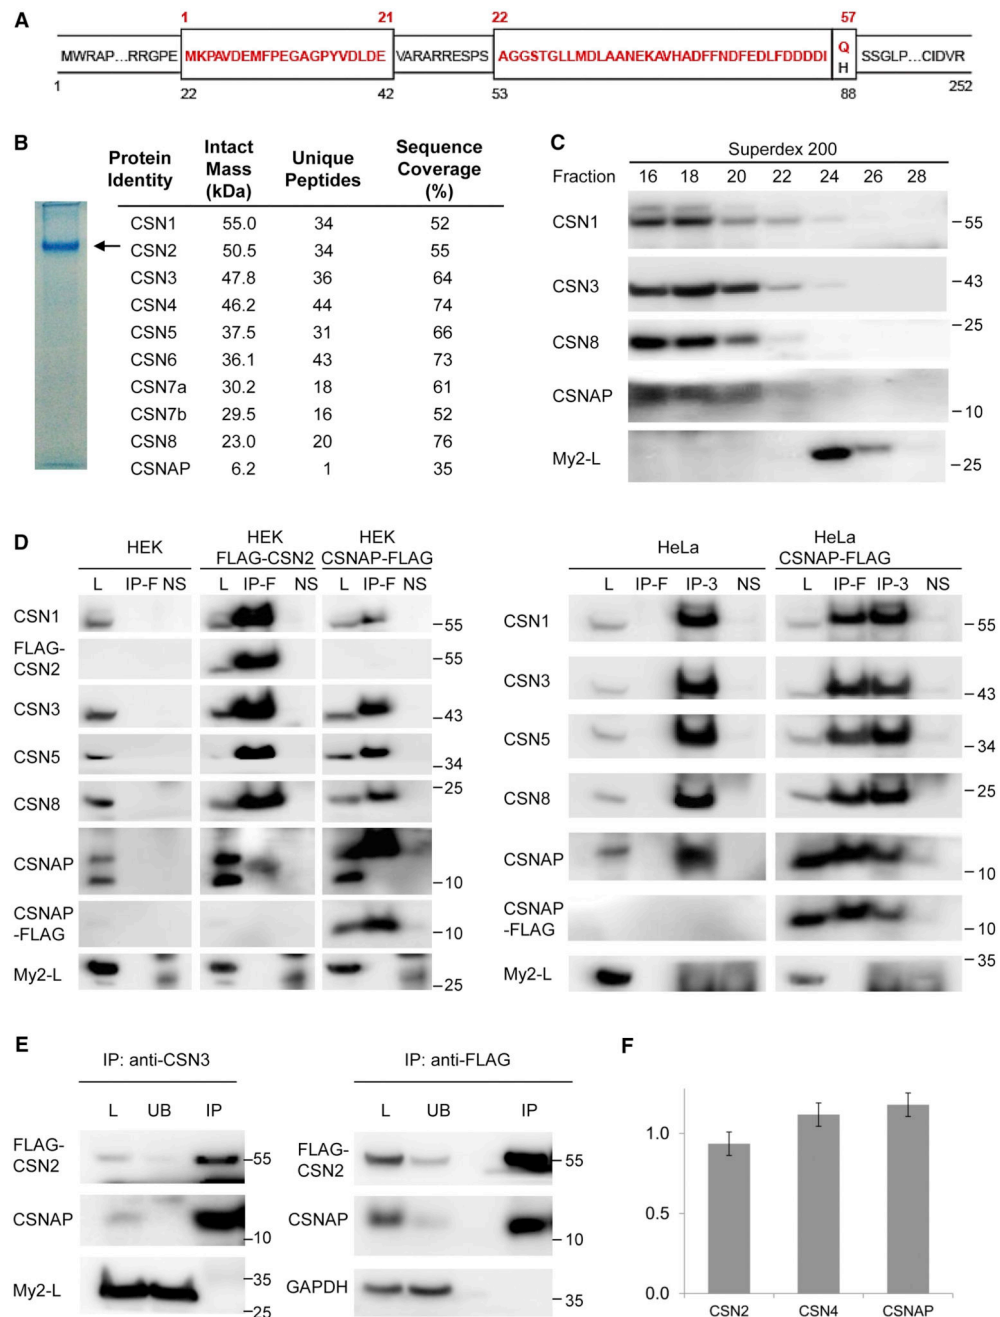 A
1 21 22 57
MWRAP...RRGPE MKPAVDEMFPEGAGPYVDLDE VARARRESPS AGGSTGLLMDLAANEKAVHADFFNDFEDLFDDDDI Q H SSGLP...CIDVR
1 22 42 53 88 252
B
Protein Identity Intact Mass (kDa) Unique Peptides Sequence Coverage (%)
CSN1 55.0 34 52
CSN2 50.5 34 55
CSN3 47.8 36 64
CSN4 46.2 44 74
CSN5 37.5 31 66
CSN6 36.1 43 73
CSN7a 30.2 18 61
CSN7b 29.5 16 52
CSN8 23.0 20 76
CSNAP 6.2 1 35
C
Superdex 200
Fraction 16 18 20 22 24 26 28
CSN1 55
CSN3 43
25
CSN8
CSNAP 10
My2-L 25
D
HEK HEK FLAG-CSN2 HEK CSNAP-FLAG
L IP-F NS L IP-F NS L IP-F NS
CSN1 55
FLAG-CSN2 55
CSN3 43
CSN5 34
CSN8 25
CSNAP 10
CSNAP-FLAG 10
My2-L 25
HeLa HeLa CSNAP-FLAG
L IP-F IP-3 NS L IP-F IP-3 NS
CSN1 55
CSN3 43
CSN5 34
CSN8 25
CSNAP
CSNAP-FLAG 10
35
My2-L
E
IP: anti-CSN3
L UB IP
FLAG-CSN2 55
CSNAP 10
My2-L 35
25
IP: anti-FLAG
L UB IP
FLAG-CSN2 55
CSNAP 10
GAPDH 35
F
1.0
0.5
0.0
CSN2 CSN4 CSNAP